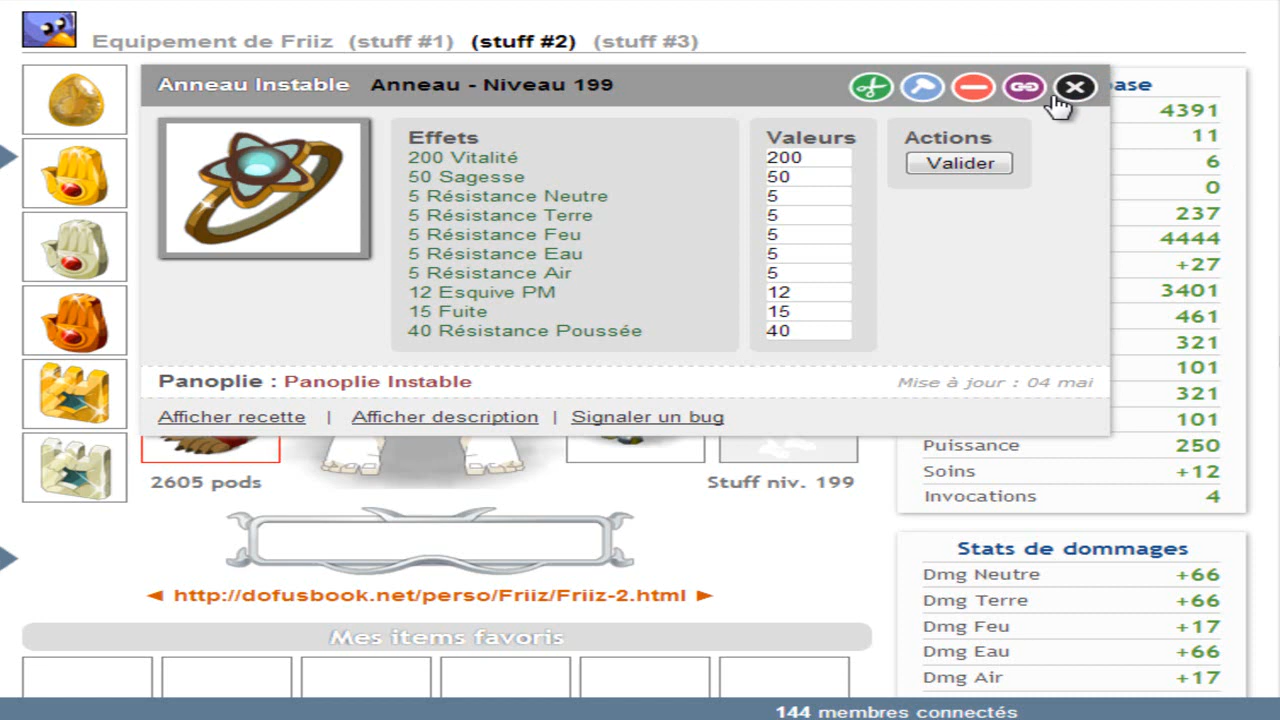 Equipement de Friiz (stuff #1) (stuff #2) (stuff #3)
Anneau Instable Anneau - Niveau 199
Effets
200 Vitalité
50 Sagesse
5 Résistance Neutre
5 Résistance Terre
5 Résistance Feu
5 Résistance Eau
5 Résistance Air
12 Esquive PM
15 Fuite
40 Résistance Poussée
Valeurs
200
50
5
5
5
5
5
12
15
40
Actions
Valider
Panoplie : Panoplie Instable
Mise à jour : 04 mai
Afficher recette | Afficher description | Signaler un bug
2605 pods
Stuff niv. 199
◄ http://dofusbook.net/perso/Friiz/Friiz-2.html ►
Mes items favoris
base
4391
11
6
0
237
4444
+27
3401
461
321
101
321
101
Puissance 250
Soins +12
Invocations 4
Stats de dommages
Dmg Neutre +66
Dmg Terre +66
Dmg Feu +17
Dmg Eau +66
Dmg Air +17
144 membres connectés